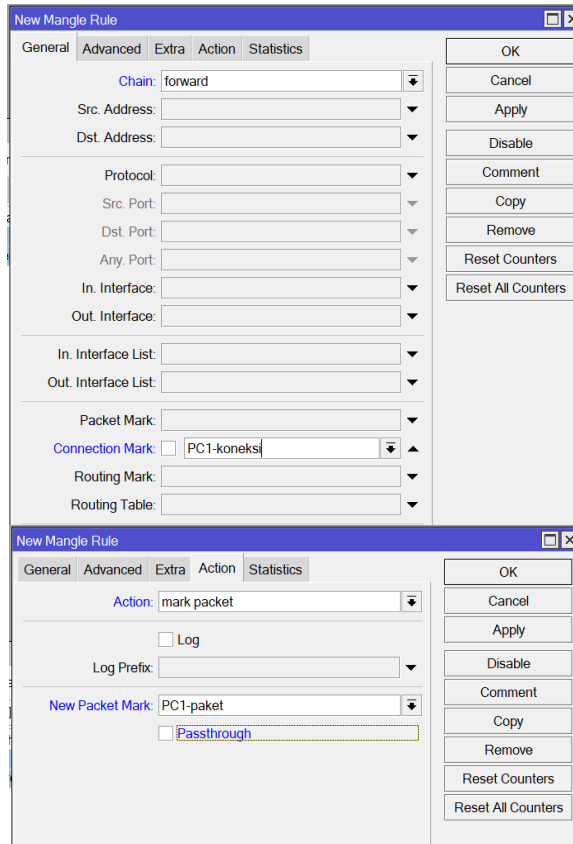 New Mangle Rule
General Advanced Extra Action Statistics
Chain: forward
Src. Address:
Dst. Address:
Protocol:
Src. Port:
Dst. Port:
Any. Port:
In. Interface:
Out. Interface:
In. Interface List:
Out. Interface List:
Packet Mark:
Connection Mark: PC1-koneksi
Routing Mark:
Routing Table:
OK
Cancel
Apply
Disable
Comment
Copy
Remove
Reset Counters
Reset All Counters
New Mangle Rule
General Advanced Extra Action Statistics
Action: mark packet
Log
Log Prefix:
New Packet Mark: PC1-paket
Passthrough
OK
Cancel
Apply
Disable
Comment
Copy
Remove
Reset Counters
Reset All Counters